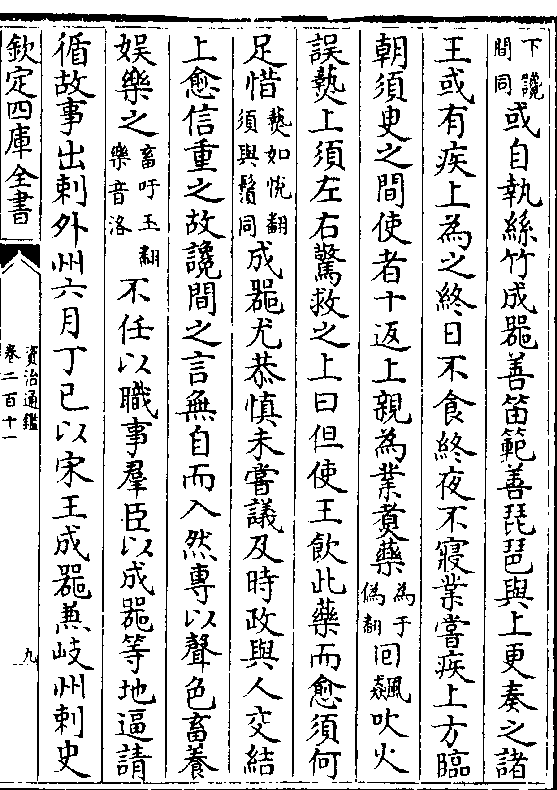 下讒間同或自執絲竹成噐善笛範善琵琶與上更奏之諸
王或有疾上為之終日不食終夜不寢業嘗疾上方臨
朝須㬰之間使者十返上親為業煑藥為于偽翻囘飇吹火
誤爇上須左右驚救之上曰但使王飲此藥而愈須何
足惜爇如悅翻須與鬚同成噐尤恭慎未嘗議及時政與人交結
上愈信重之故讒間之言無自而入然專以聲色畜養
娯樂之畜吁玉翻樂音洛不任以職事羣臣以成噐等地逼請
循故事出刺外州六月丁巳以宋王成噐兼岐州刺史
欽定四庫全書
資治通鑑
卷二百十一
九